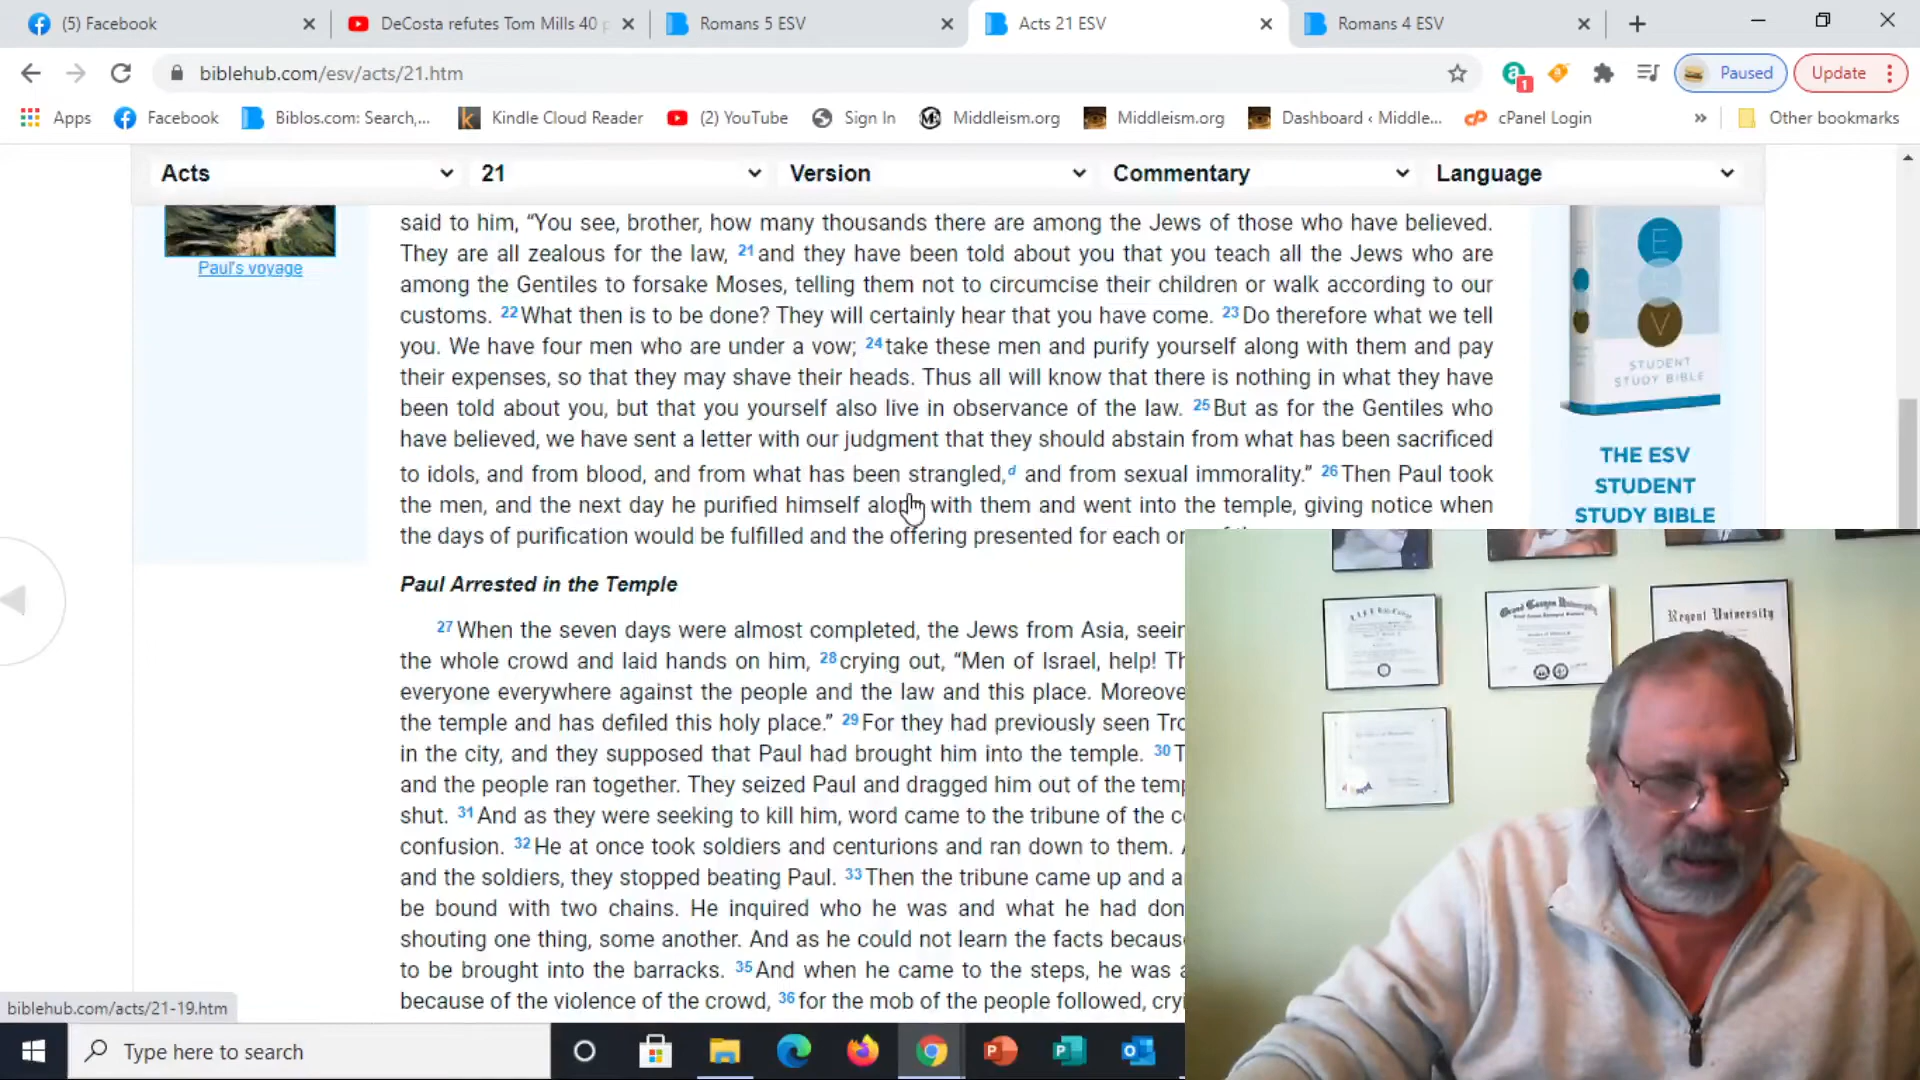 (5) Facebook
DeCosta refutes Tom Mills 40 p
Romans 5 ESV
Acts 21 ESV
Romans 4 ESV
biblehub.com/esv/acts/21.htm
1
Paused
Update
Apps
Facebook
Biblos.com: Search,...
Kindle Cloud Reader
(2) YouTube
Sign In
Middleism.org
Middleism.org
Dashboard ‹ Middle...
cPanel Login
»
Other bookmarks
Acts
21
Version
Commentary
Language
Paul's voyage
said to him, “You see, brother, how many thousands there are among the Jews of those who have believed.
They are all zealous for the law, 21 and they have been told about you that you teach all the Jews who are
among the Gentiles to forsake Moses, telling them not to circumcise their children or walk according to our
customs. 22 What then is to be done? They will certainly hear that you have come. 23 Do therefore what we tell
you. We have four men who are under a vow; 24 take these men and purify yourself along with them and pay
their expenses, so that they may shave their heads. Thus all will know that there is nothing in what they have
been told about you, but that you yourself also live in observance of the law. 25 But as for the Gentiles who
have believed, we have sent a letter with our judgment that they should abstain from what has been sacrificed
to idols, and from blood, and from what has been strangled,d and from sexual immorality.” 26 Then Paul took
the men, and the next day he purified himself along with them and went into the temple, giving notice when
the days of purification would be fulfilled and the offering presented for each on
Paul Arrested in the Temple
27 When the seven days were almost completed, the Jews from Asia, seein
the whole crowd and laid hands on him, 28 crying out, “Men of Israel, help! Th
everyone everywhere against the people and the law and this place. Moreove
the temple and has defiled this holy place.” 29 For they had previously seen Tro
in the city, and they supposed that Paul had brought him into the temple. 30 T
and the people ran together. They seized Paul and dragged him out of the temp
shut. 31 And as they were seeking to kill him, word came to the tribune of the c
confusion. 32 He at once took soldiers and centurions and ran down to them. A
and the soldiers, they stopped beating Paul. 33 Then the tribune came up and a
be bound with two chains. He inquired who he was and what he had don
shouting one thing, some another. And as he could not learn the facts becaus
to be brought into the barracks. 35 And when he came to the steps, he was a
because of the violence of the crowd, 36 for the mob of the people followed, cryi
E
S
V
STUDENT
STUDY BIBLE
THE ESV
STUDENT
STUDY BIBLE
Grand Canyon University
Regent University
biblehub.com/acts/21-19.htm
Type here to search